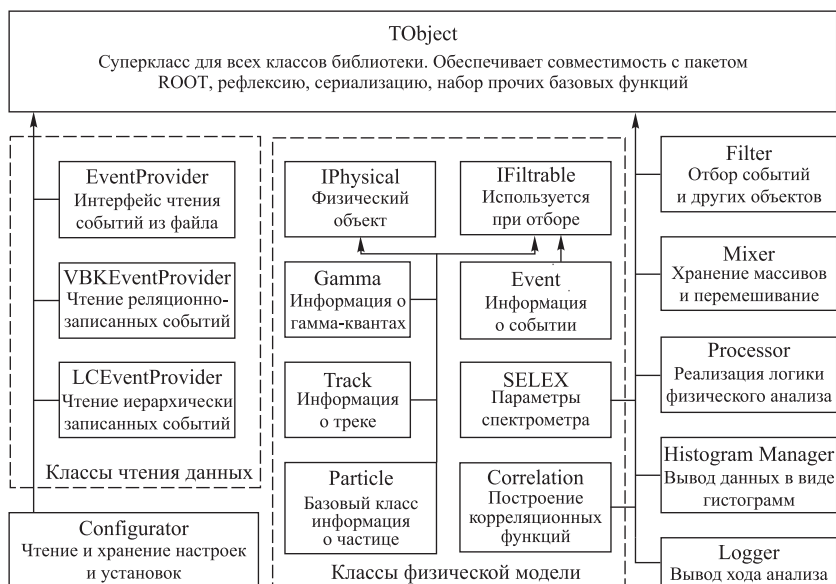 TObject
Суперкласс для всех классов библиотеки. Обеспечивает совместимость с пакетом
ROOT, рефлексию, сериализацию, набор прочих базовых функций
EventProvider
Интерфейс чтения
событий из файла
VBKEventProvider
Чтение реляционно-
записанных событий
LCEventProvider
Чтение иерархически
записанных событий
Классы чтения данных
Configurator
Чтение и хранение настроек
и установок
IPhysical
Физический
объект
IFiltrable
Используется
при отборе
Gamma
Информация о
гамма-квантах
Event
Информация
о событии
Track
Информация
о треке
SELEX
Параметры
спектрометра
Particle
Базовый класс
информация
о частице
Correlation
Построение
корреляционных
функций
Классы физической модели
Filter
Отбор событий
и других объектов
Mixer
Хранение массивов
и перемешивание
Processor
Реализация логики
физического анализа
Histogram Manager
Вывод данных в виде
гистограмм
Logger
Вывод хода анализа